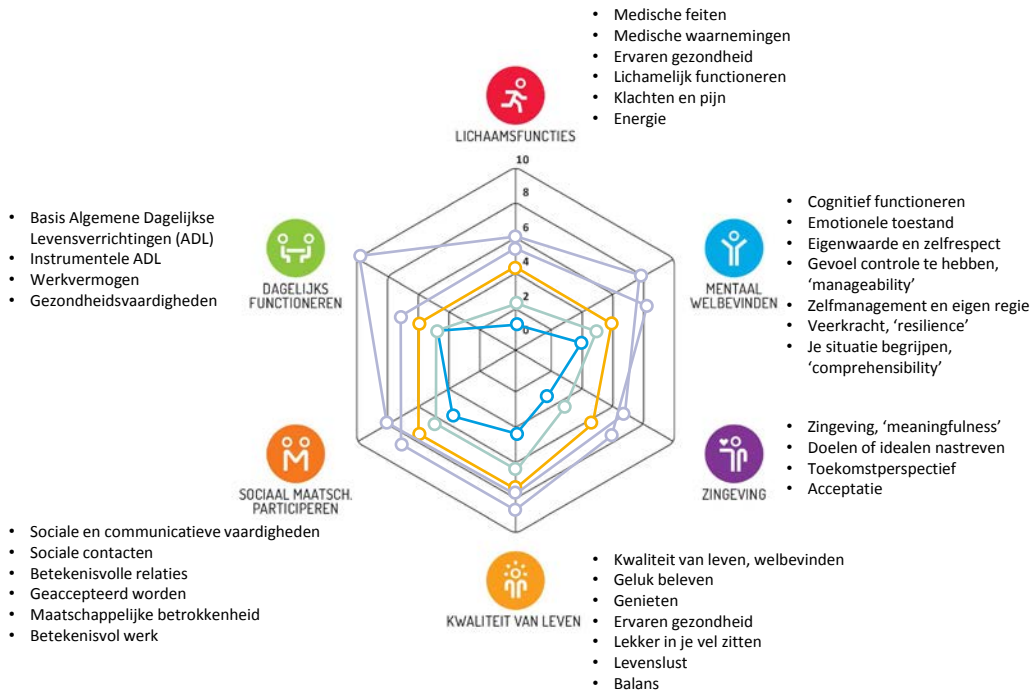 • Medische feiten
• Medische waarnemingen
• Ervaren gezondheid
• Lichamelijk functioneren
• Klachten en pijn
• Energie
LICHAAMSFUNCTIES
10
8
6
4
2
0
• Basis Algemene Dagelijkse
Levensverrichtingen (ADL)
• Instrumentele ADL
• Werkvermogen
• Gezondheidsvaardigheden
DAGELIJKS
FUNCTIONEREN
MENTAAL
WELBEVINDEN
• Cognitief functioneren
• Emotionele toestand
• Eigenwaarde en zelfrespect
• Gevoel controle te hebben,
‘manageability’
• Zelfmanagement en eigen regie
• Veerkracht, ‘resilience’
• Je situatie begrijpen,
‘comprehensibility’
SOCIAAL MAATSCH.
PARTICIPEREN
ZINGEVING
• Zingeving, ‘meaningfulness’
• Doelen of idealen nastreven
• Toekomstperspectief
• Acceptatie
• Sociale en communicatieve vaardigheden
• Sociale contacten
• Betekenisvolle relaties
• Geaccepteerd worden
• Maatschappelijke betrokkenheid
• Betekenisvol werk
KWALITEIT VAN LEVEN
• Kwaliteit van leven, welbevinden
• Geluk beleven
• Genieten
• Ervaren gezondheid
• Lekker in je vel zitten
• Levenslust
• Balans